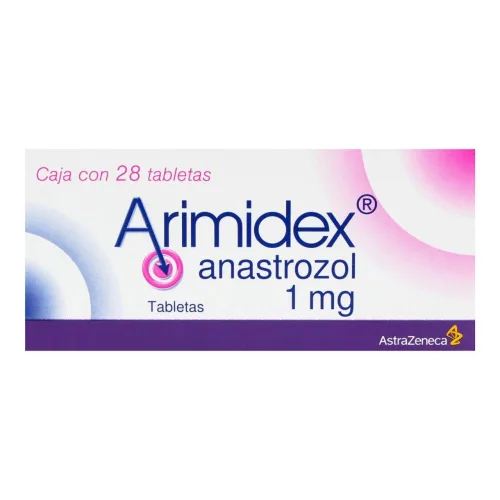 Caja con 28 tabletas
Arimidex®
anastrozol
Tabletas 1 mg
AstraZeneca